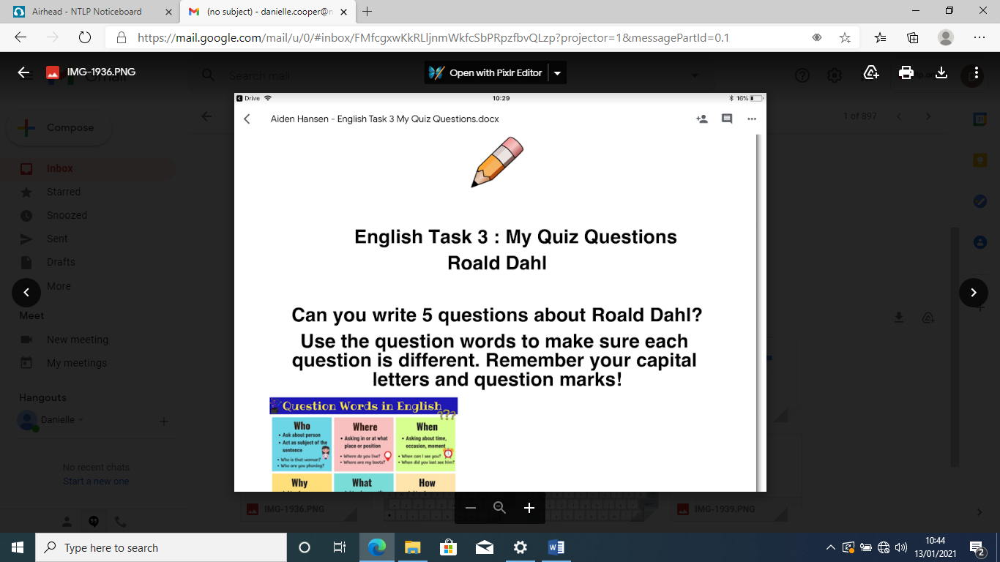 Airhead - NTLP Noticeboard
(no subject) - danielle.cooper@n
https://mail.google.com/mail/u/0/#inbox/FMfcgxwKkRLljnmWkfcSbPRpzfbvQLzp?projector=1&messagePartId=0.1
IMG-1936.PNG
Search mail
Open with Pixlr Editor
Compose
1 of 897
Inbox
Starred
Snoozed
Sent
Drafts
More
Meet
New meeting
My meetings
Hangouts
Danielle
No recent chats
Start a new one
Drive
10:29
16%
Aiden Hansen - English Task 3 My Quiz Questions.docx
English Task 3 : My Quiz Questions
Roald Dahl
Can you write 5 questions about Roald Dahl?
Use the question words to make sure each
question is different. Remember your capital
letters and question marks!
Question Words in English
???
Who
• Ask about person
• Act as subject of the
sentence
• Who is that woman?
• Who are you phoning?
Where
• Asking in or at what
place or position
• Where do you live?
• Where are my boots?
When
• Asking about time,
occasion, moment
• When can I see you?
• When did you last see him?
Why
What
How
IMG-1936.PNG
IMG-1939.PNG
Type here to search
10:44
13/01/2021
2